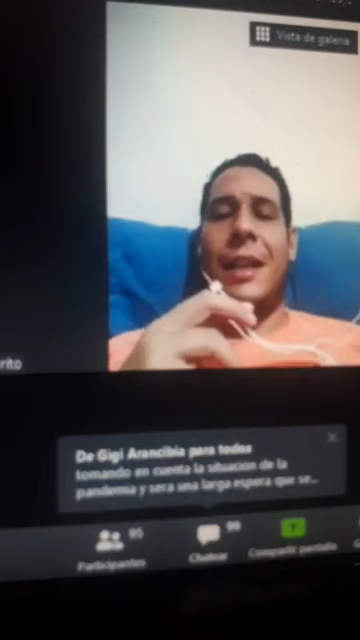 Vista de galería
rito
De Gigi Arancibia para todos
tomando en cuenta la situación de la
pandemia y sera una larga espera que se...
95
99
Participantes
Chatear
Compartir pantalla